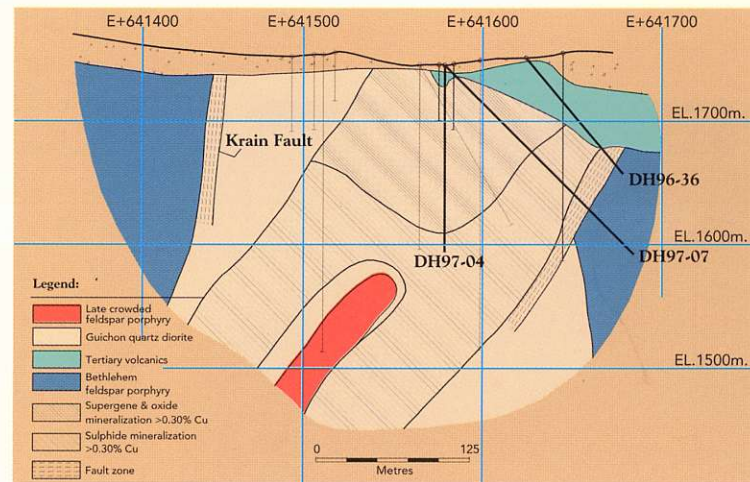 E+641400 E+641500 E+641600 E+641700
EL.1700m.
Krain Fault
DH96-36
EL.1600m.
DH97-04
DH97-07
Legend:
Late crowded
feldspar porphyry
Guichon quartz diorite
Tertiary volcanics
EL.1500m.
Bethlehem
feldspar porphyry
Supergene & oxide
mineralization >0.30% Cu
Sulphide mineralization
>0.30% Cu
Fault zone
0 125
Metres